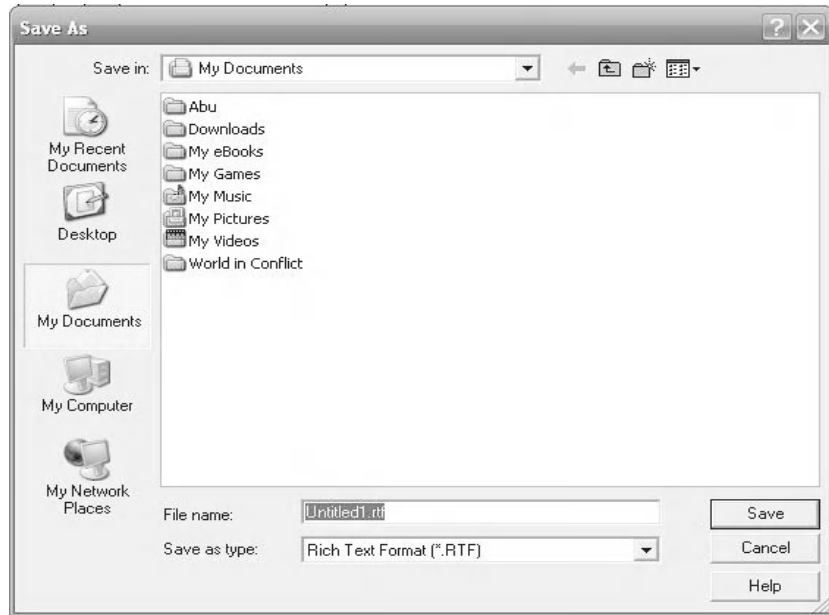 Save As
Save in: My Documents
My Recent
Documents
Desktop
My Documents
My Computer
My Network
Places
Abu
Downloads
My eBooks
My Games
My Music
My Pictures
My Videos
World in Conflict
File name: Untitled1.rtf
Save as type: Rich Text Format (*.RTF)
Save
Cancel
Help